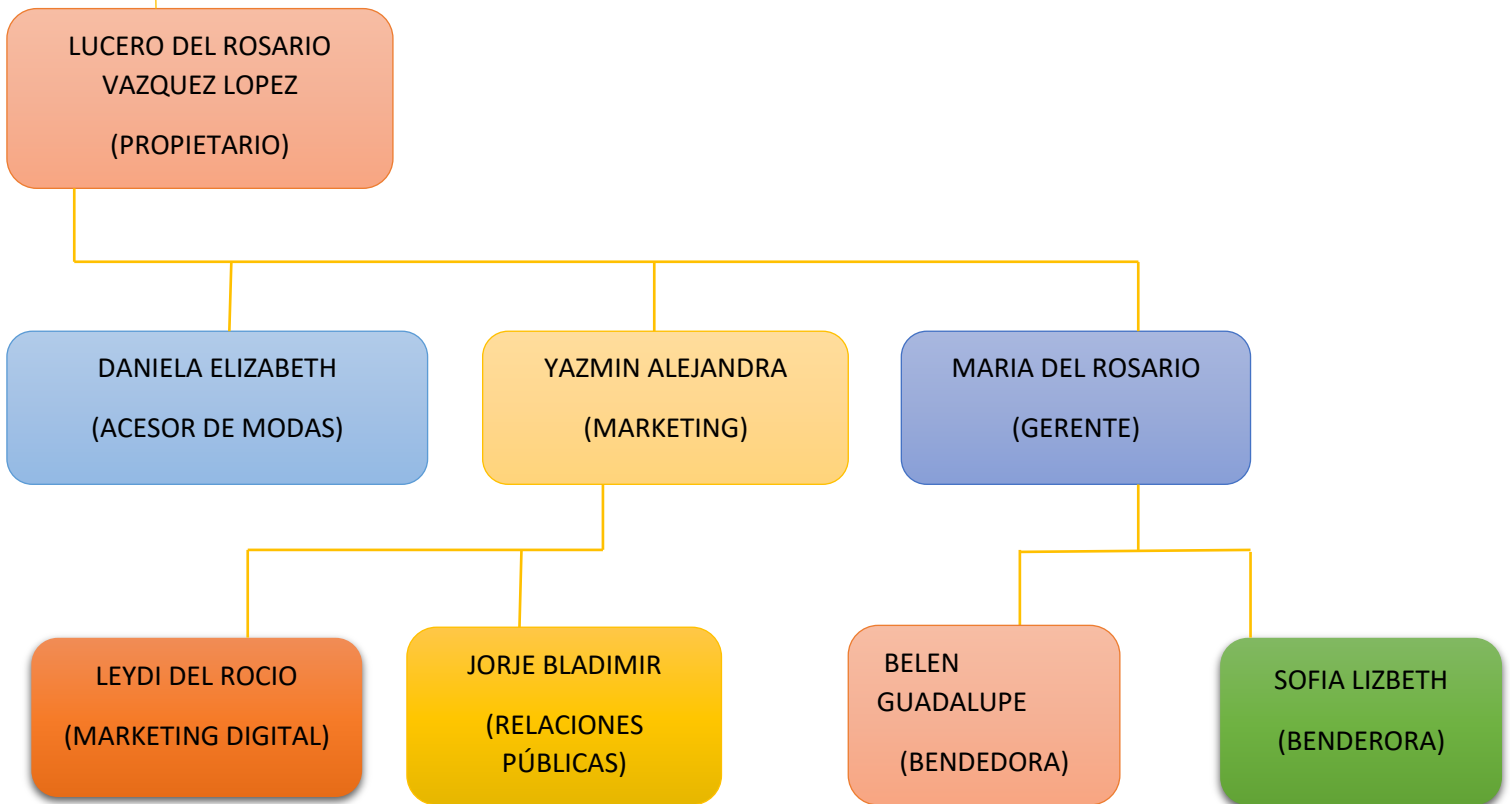 LUCERO DEL ROSARIO
VAZQUEZ LOPEZ
(PROPIETARIO)
DANIELA ELIZABETH
(ACESOR DE MODAS)
YAZMIN ALEJANDRA
(MARKETING)
MARIA DEL ROSARIO
(GERENTE)
LEYDI DEL ROCIO
(MARKETING DIGITAL)
JORJE BLADIMIR
(RELACIONES
PÚBLICAS)
BELEN
GUADALUPE
(BENDEDORA)
SOFIA LIZBETH
(BENDERORA)